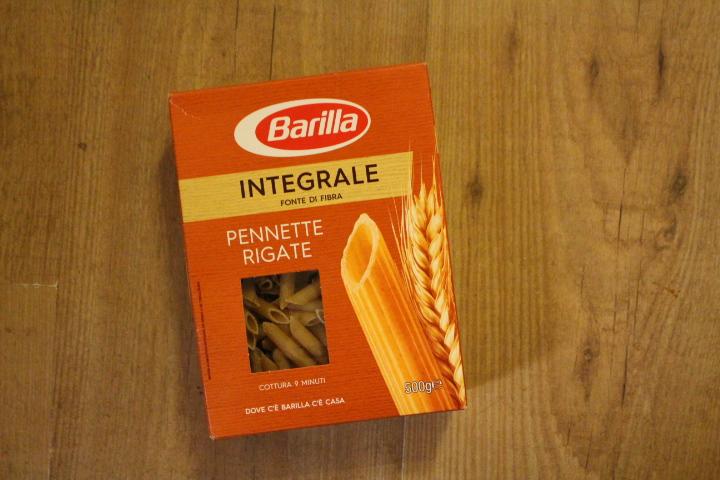 Barilla
INTEGRALE
FONTE DI FIBRA
PENNETTE
RIGATE
COTTURA 9 MINUTI
500g℮
DOVE C'È BARILLA C'È CASA